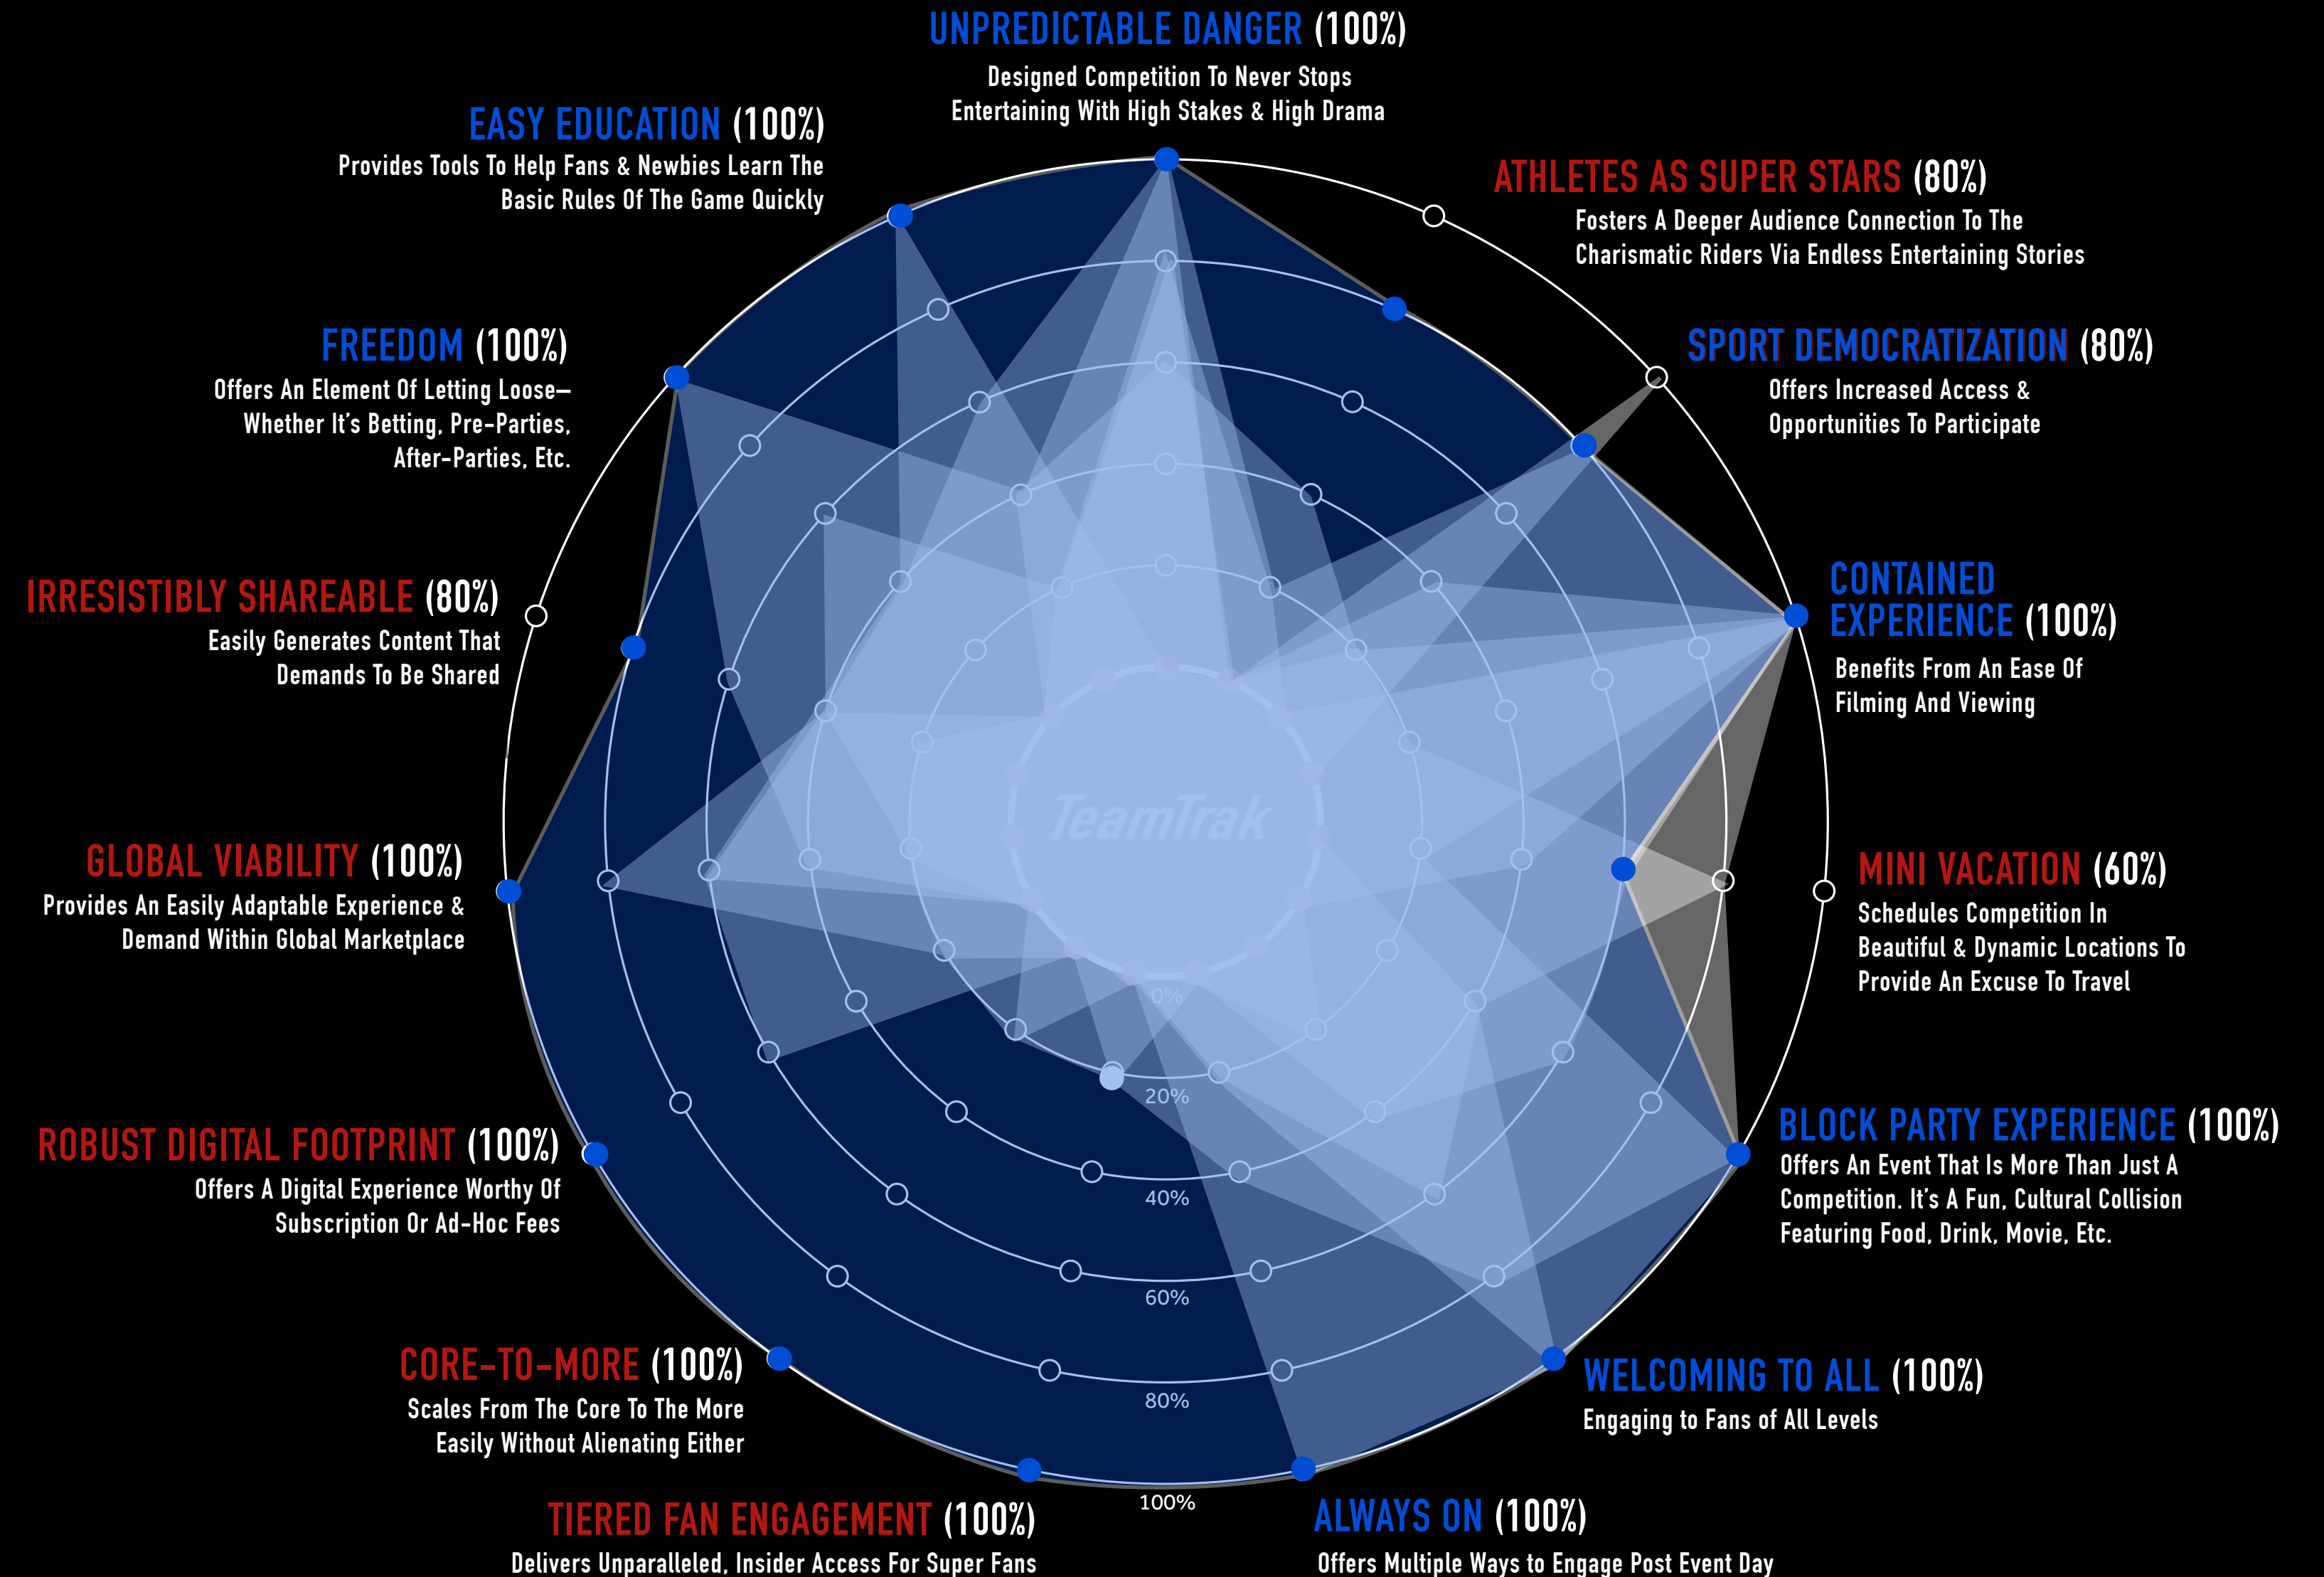 UNPREDICTABLE DANGER (100%)
Designed Competition To Never Stops
Entertaining With High Stakes & High Drama
ATHLETES AS SUPER STARS (80%)
Fosters A Deeper Audience Connection To The
Charismatic Riders Via Endless Entertaining Stories
SPORT DEMOCRATIZATION (80%)
Offers Increased Access &
Opportunities To Participate
CONTAINED
EXPERIENCE (100%)
Benefits From An Ease Of
Filming And Viewing
MINI VACATION (60%)
Schedules Competition In
Beautiful & Dynamic Locations To
Provide An Excuse To Travel
BLOCK PARTY EXPERIENCE (100%)
Offers An Event That Is More Than Just A
Competition. It's A Fun, Cultural Collision
Featuring Food, Drink, Movie, Etc.
WELCOMING TO ALL (100%)
Engaging to Fans of All Levels
ALWAYS ON (100%)
Offers Multiple Ways to Engage Post Event Day
TIERED FAN ENGAGEMENT (100%)
Delivers Unparalleled, Insider Access For Super Fans
CORE-TO-MORE (100%)
Scales From The Core To The More
Easily Without Alienating Either
ROBUST DIGITAL FOOTPRINT (100%)
Offers A Digital Experience Worthy Of
Subscription Or Ad-Hoc Fees
GLOBAL VIABILITY (100%)
Provides An Easily Adaptable Experience &
Demand Within Global Marketplace
IRRESISTIBLY SHAREABLE (80%)
Easily Generates Content That
Demands To Be Shared
FREEDOM (100%)
Offers An Element Of Letting Loose—
Whether It's Betting, Pre-Parties,
After-Parties, Etc.
EASY EDUCATION (100%)
Provides Tools To Help Fans & Newbies Learn The
Basic Rules Of The Game Quickly
TeamTrak
0%
20%
40%
60%
80%
100%